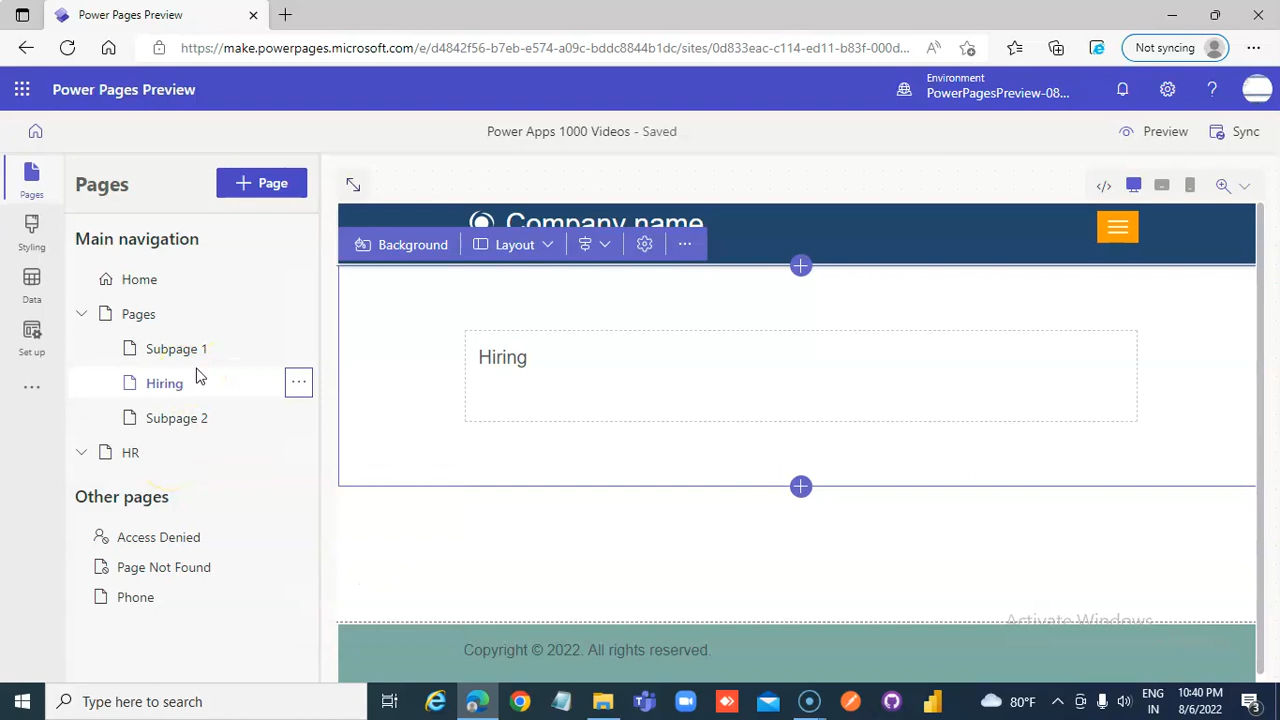 Power Pages Preview
https://make.powerpages.microsoft.com/e/d4842f56-b7eb-e574-a09c-bddc8844b1dc/sites/0d833eac-c114-ed11-b83f-000d...
Not syncing
Power Pages Preview
Environment
PowerPagesPreview-08...
Power Apps 1000 Videos - Saved
Preview
Sync
Pages
Styling
Data
Set up
Pages
Page
Main navigation
Home
Pages
Subpage 1
Hiring
Subpage 2
HR
Other pages
Access Denied
Page Not Found
Phone
Company name
Background
Layout
Hiring
Activate Windows
Copyright © 2022. All rights reserved.
Type here to search
80°F
ENG
IN
10:40 PM
8/6/2022
3